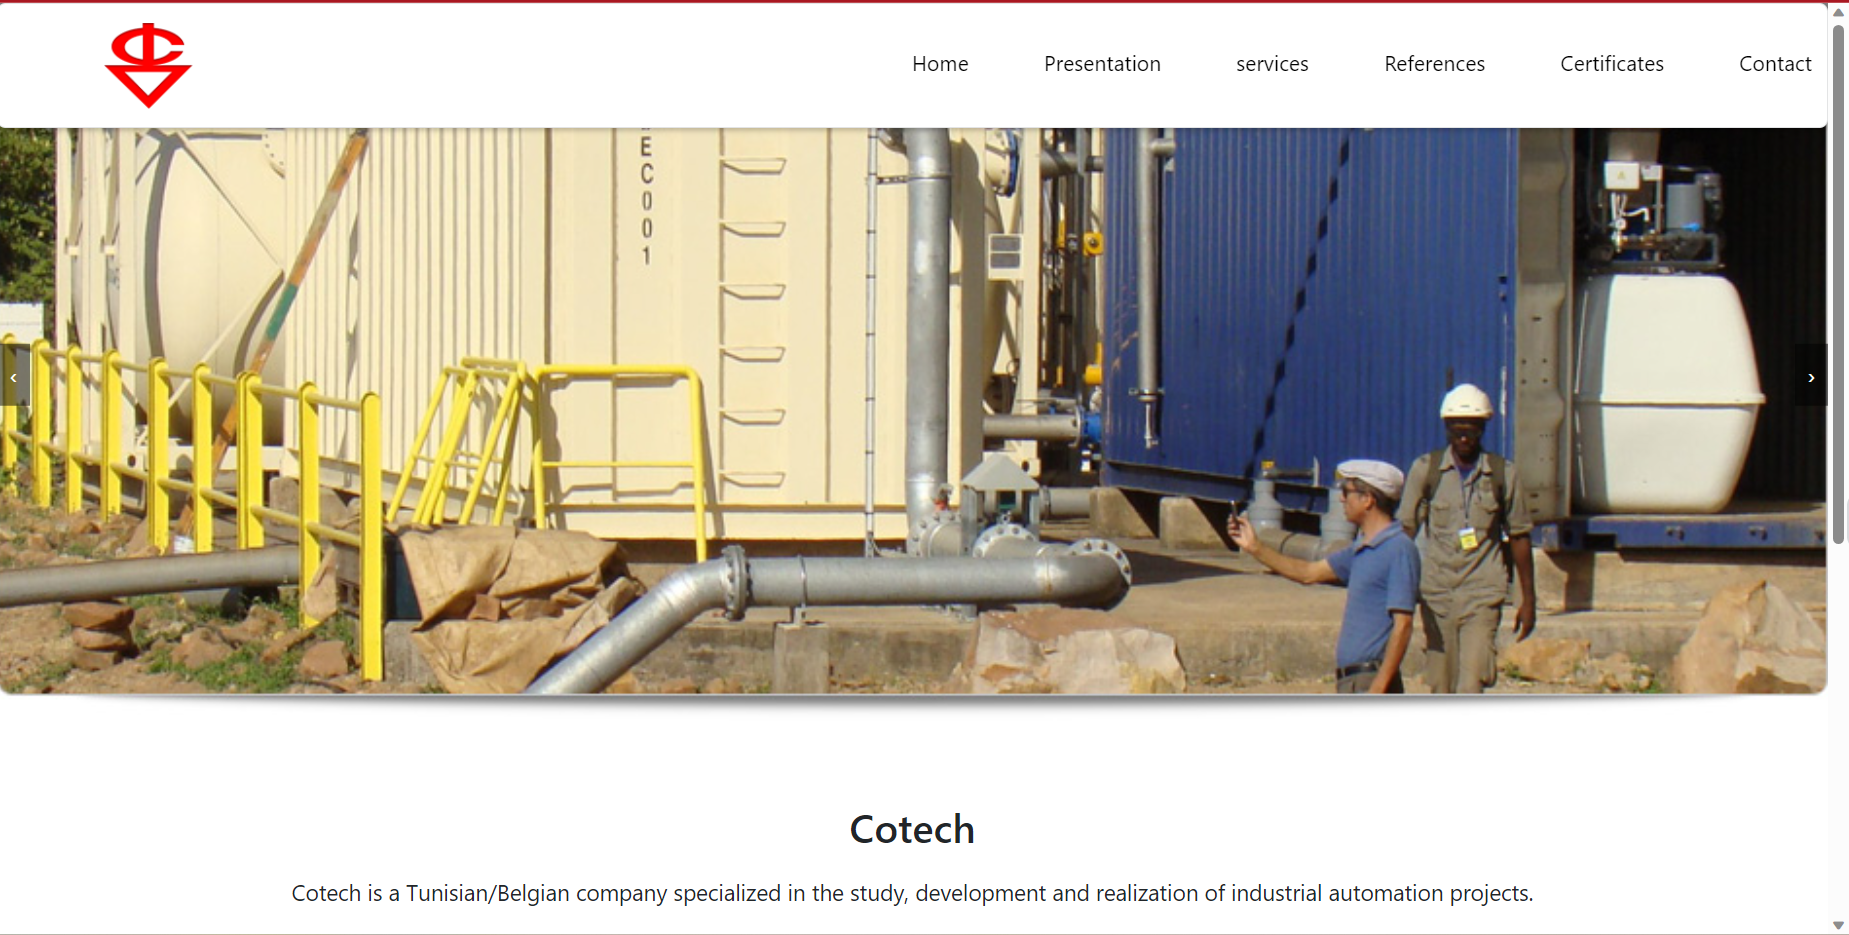 Home Presentation services References Certificates Contact
EC001
Cotech
Cotech is a Tunisian/Belgian company specialized in the study, development and realization of industrial automation projects.